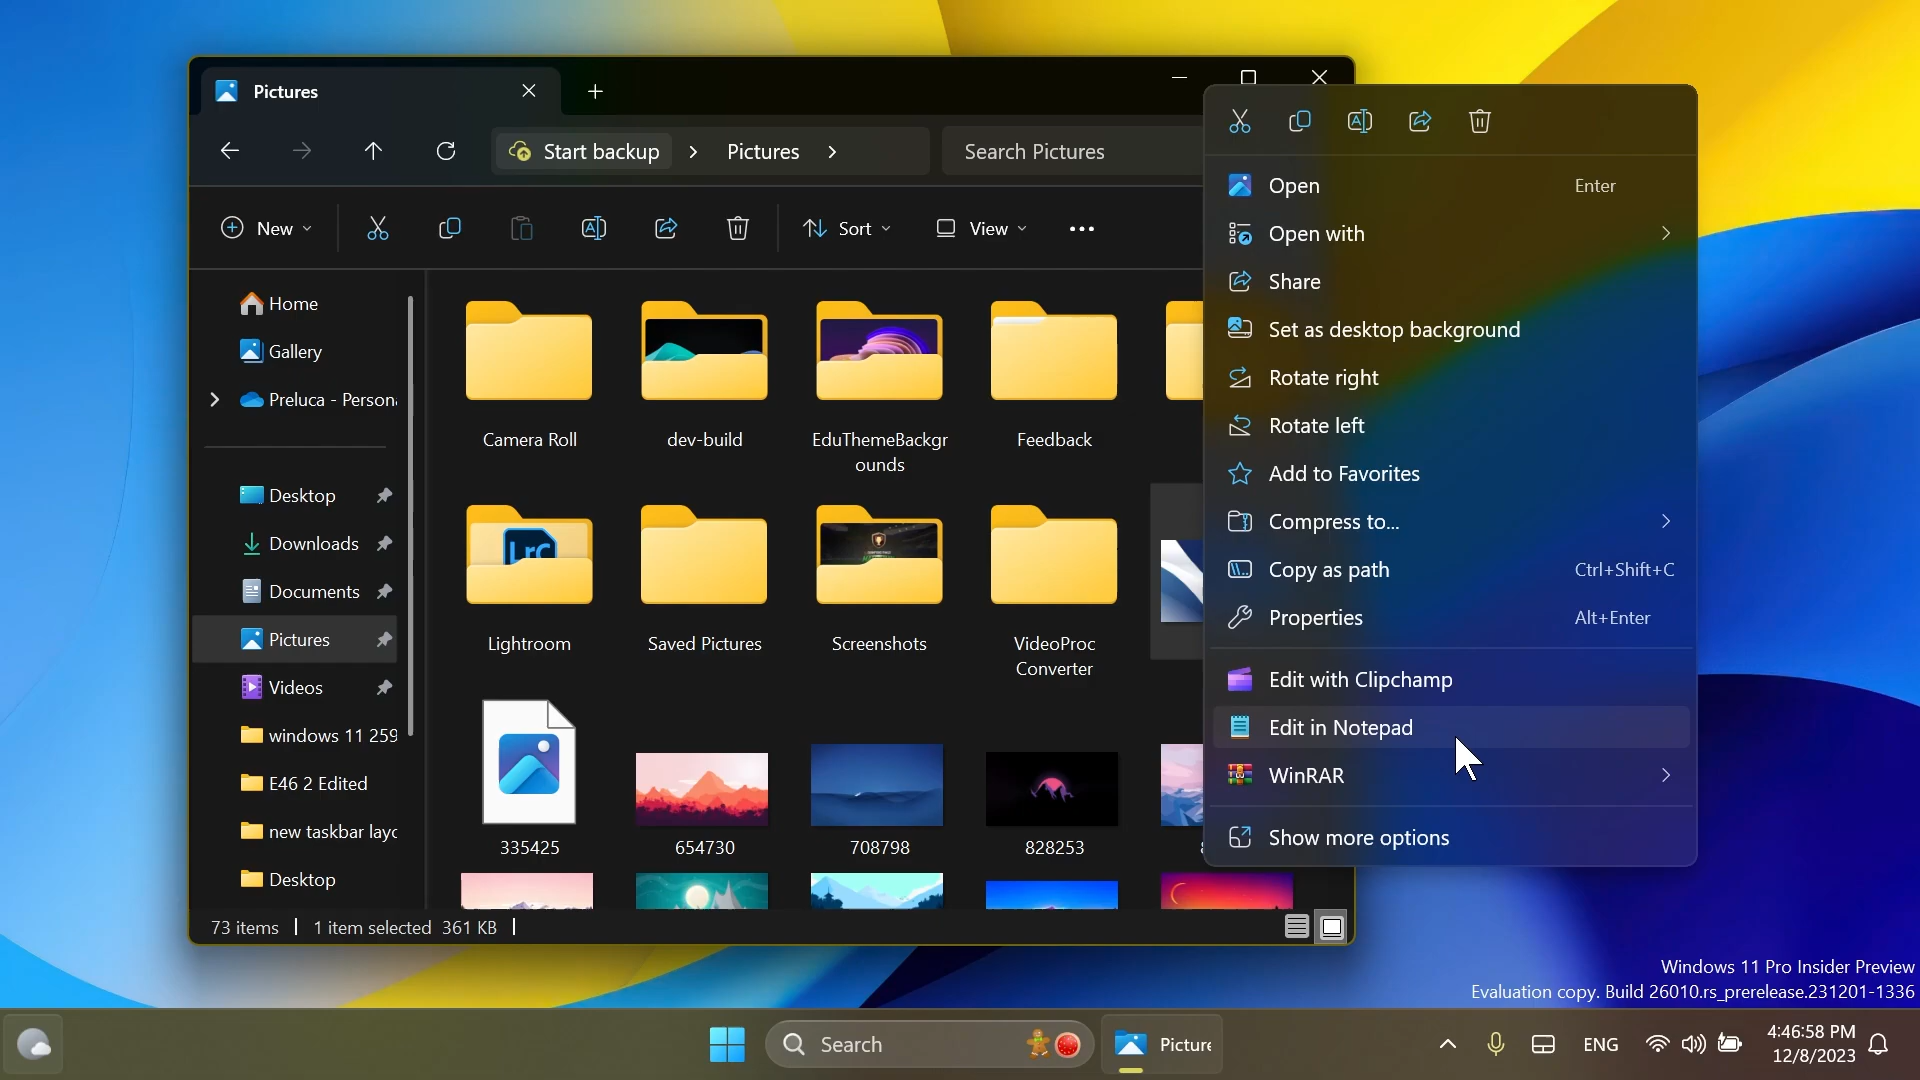 Pictures
Start backup
Pictures
Search Pictures
New
Sort
View
Home
Gallery
Preluca - Person
Desktop
Downloads
Documents
Pictures
Videos
windows 11 259
E46 2 Edited
new taskbar layo
Desktop
Camera Roll
dev-build
EduThemeBackgr
ounds
Feedback
Lrc
Lightroom
Saved Pictures
Screenshots
VideoProc
Converter
335425
654730
708798
828253
73 items
1 item selected 361 KB
Open Enter
Open with
Share
Set as desktop background
Rotate right
Rotate left
Add to Favorites
Compress to...
Copy as path Ctrl+Shift+C
Properties Alt+Enter
Edit with Clipchamp
Edit in Notepad
WinRAR
Show more options
Windows 11 Pro Insider Preview
Evaluation copy. Build 26010.rs_prerelease.231201-1336
Search
Picture
ENG
4:46:58 PM
12/8/2023